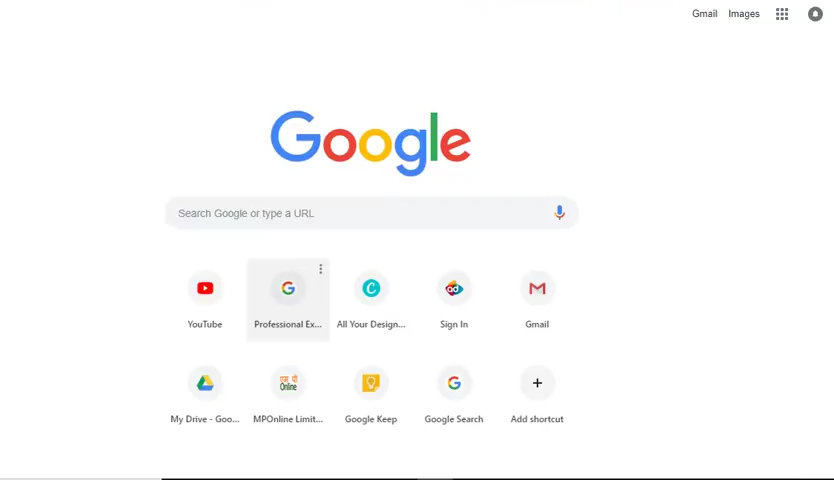 Gmail Images
Google
Search Google or type a URL
YouTube
Professional Ex...
All Your Design...
Sign In
Gmail
एम पी
Online
My Drive - Goo...
MPOnline Limit...
Google Keep
Google Search
Add shortcut